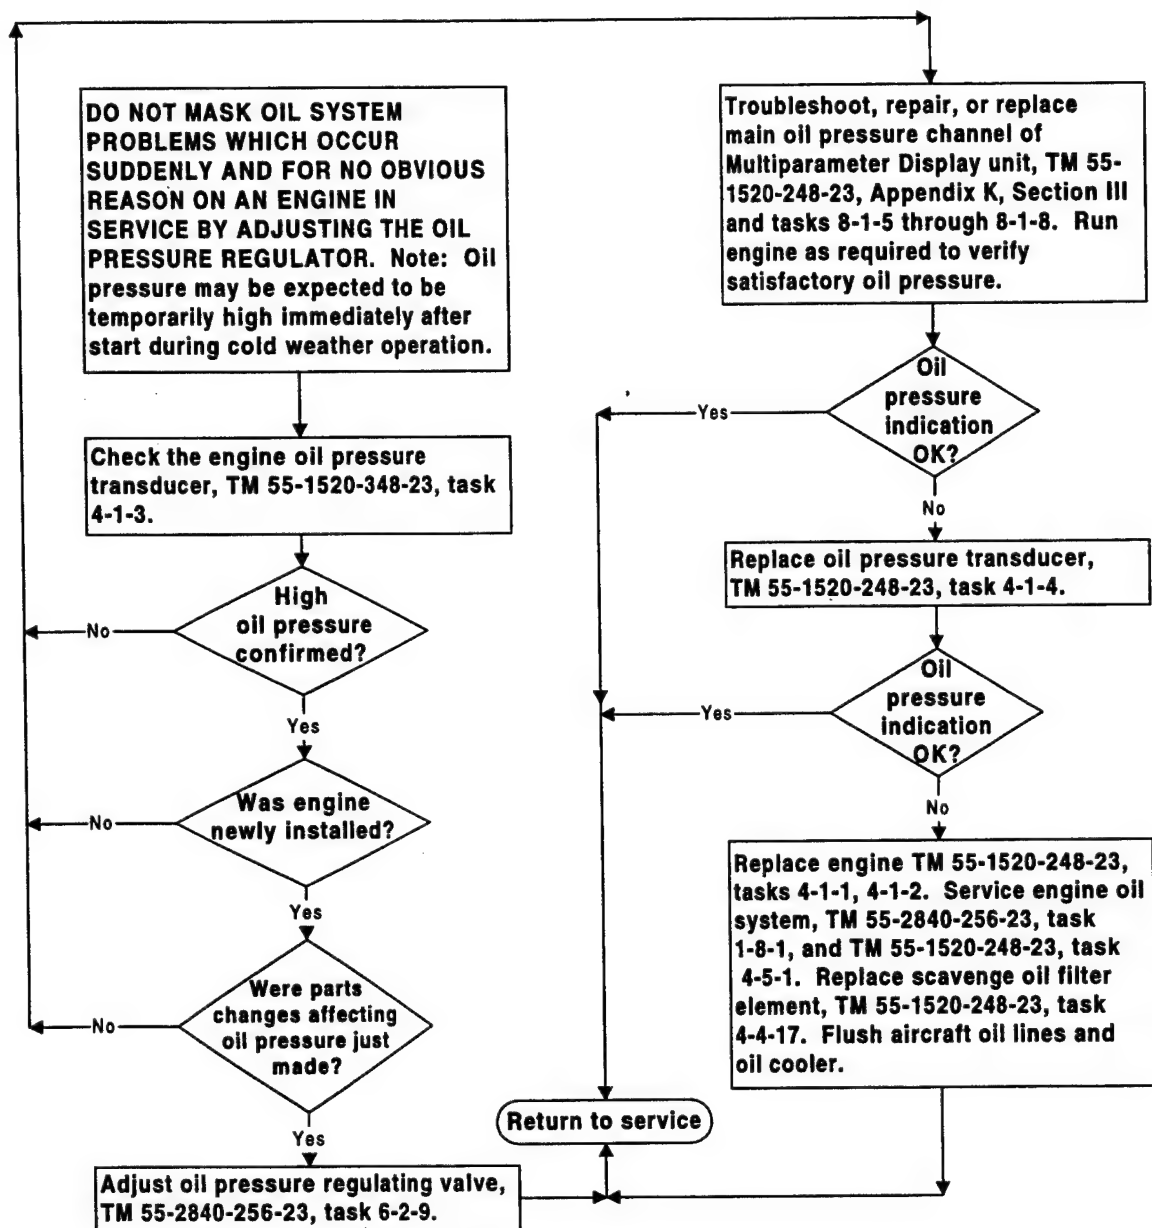 DO NOT MASK OIL SYSTEM
PROBLEMS WHICH OCCUR
SUDDENLY AND FOR NO OBVIOUS
REASON ON AN ENGINE IN
SERVICE BY ADJUSTING THE OIL
PRESSURE REGULATOR. Note: Oil
pressure may be expected to be
temporarily high immediately after
start during cold weather operation.
Check the engine oil pressure
transducer, TM 55-1520-348-23, task
4-1-3.
High
oil pressure
confirmed?
No
Yes
Was engine
newly installed?
No
Yes
Were parts
changes affecting
oil pressure just
made?
No
Yes
Adjust oil pressure regulating valve,
TM 55-2840-256-23, task 6-2-9.
Troubleshoot, repair, or replace
main oil pressure channel of
Multiparameter Display unit, TM 55-
1520-248-23, Appendix K, Section III
and tasks 8-1-5 through 8-1-8. Run
engine as required to verify
satisfactory oil pressure.
Oil
pressure
indication
OK?
Yes
No
Replace oil pressure transducer,
TM 55-1520-248-23, task 4-1-4.
Oil
pressure
indication
OK?
Yes
No
Replace engine TM 55-1520-248-23,
tasks 4-1-1, 4-1-2. Service engine oil
system, TM 55-2840-256-23, task
1-8-1, and TM 55-1520-248-23, task
4-5-1. Replace scavenge oil filter
element, TM 55-1520-248-23, task
4-4-17. Flush aircraft oil lines and
oil cooler.
Return to service